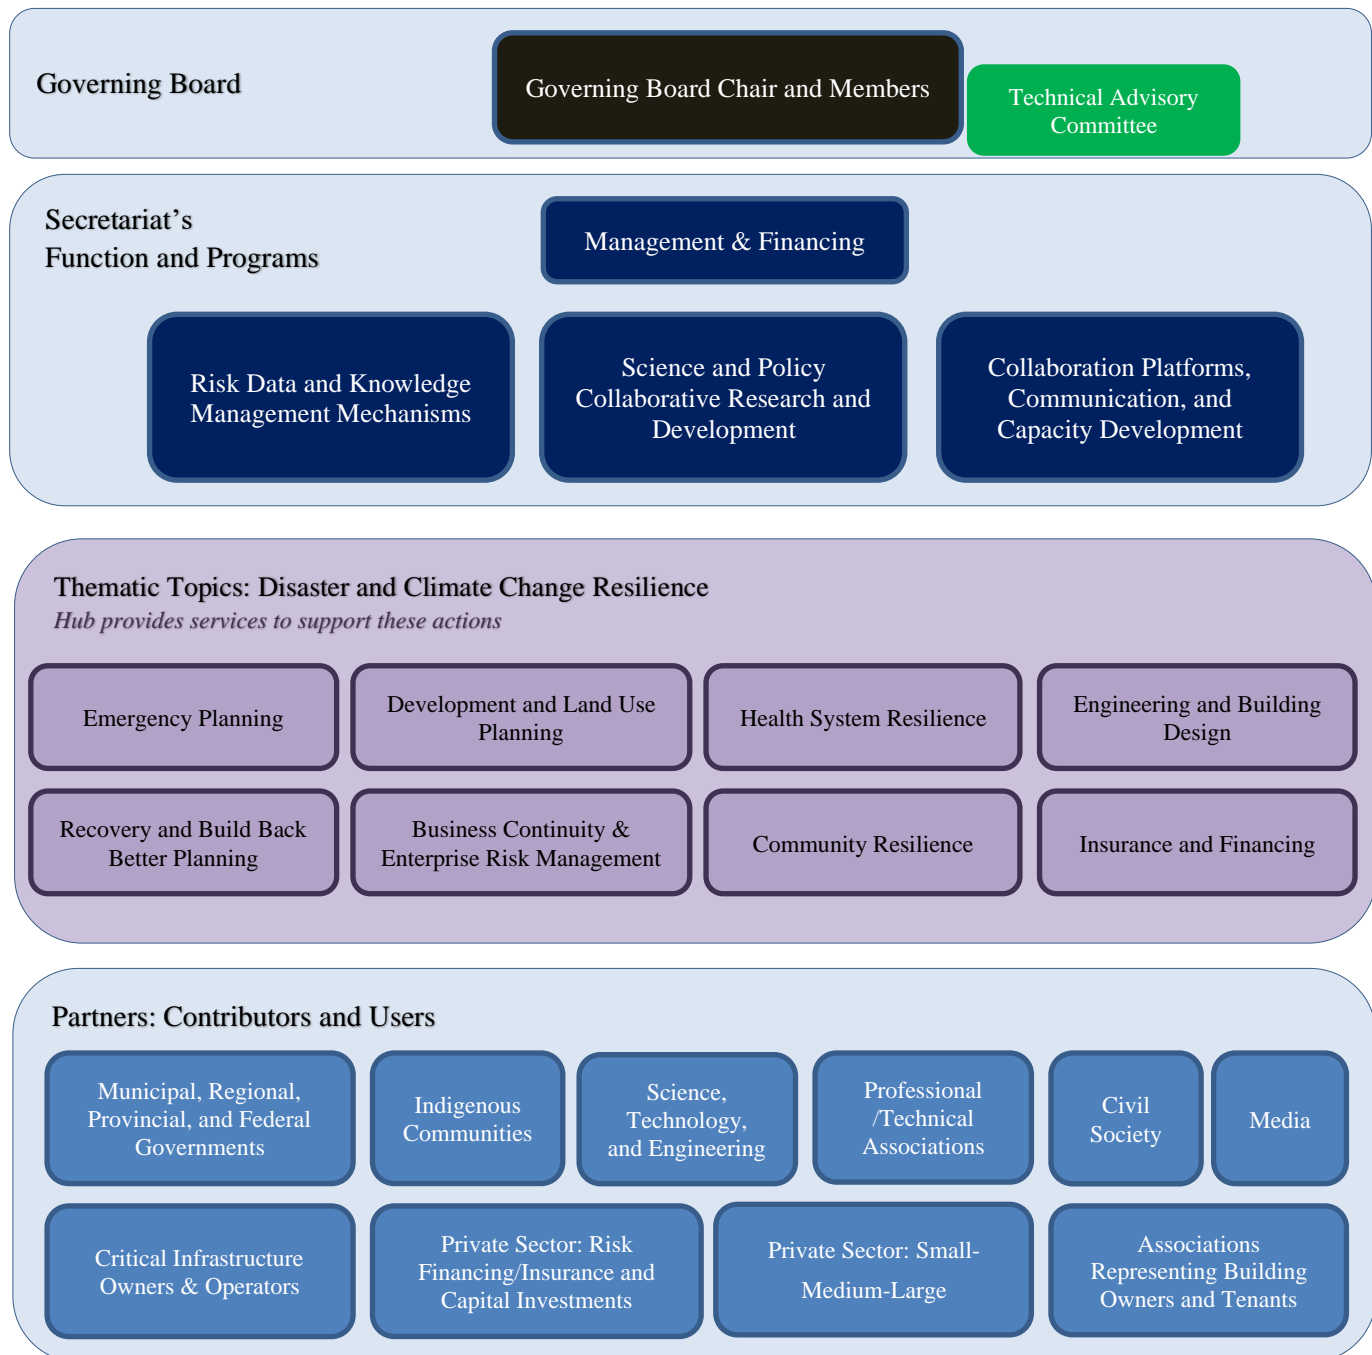 Governing Board
Governing Board Chair and Members
Technical Advisory
Committee
Secretariat’s
Function and Programs
Management & Financing
Risk Data and Knowledge
Management Mechanisms
Science and Policy
Collaborative Research and
Development
Collaboration Platforms,
Communication, and
Capacity Development
Thematic Topics: Disaster and Climate Change Resilience
Hub provides services to support these actions
Emergency Planning
Development and Land Use
Planning
Health System Resilience
Engineering and Building
Design
Recovery and Build Back
Better Planning
Business Continuity &
Enterprise Risk Management
Community Resilience
Insurance and Financing
Partners: Contributors and Users
Municipal, Regional,
Provincial, and Federal
Governments
Indigenous
Communities
Science,
Technology,
and Engineering
Professional
/Technical
Associations
Civil
Society
Media
Critical Infrastructure
Owners & Operators
Private Sector: Risk
Financing/Insurance and
Capital Investments
Private Sector: Small-
Medium-Large
Associations
Representing Building
Owners and Tenants